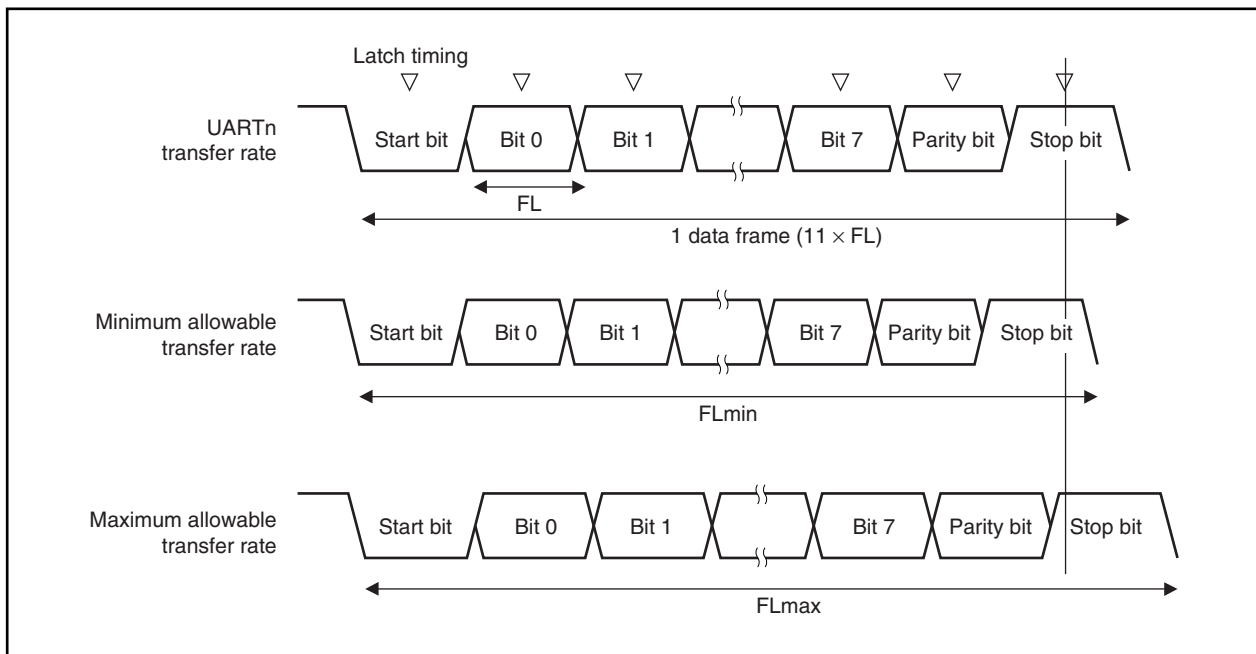 Latch timing
UARTn
transfer rate
Start bit Bit 0 Bit 1 Bit 7 Parity bit Stop bit
FL
1 data frame (11 × FL)
Minimum allowable
transfer rate
Start bit Bit 0 Bit 1 Bit 7 Parity bit Stop bit
FLmin
Maximum allowable
transfer rate
Start bit Bit 0 Bit 1 Bit 7 Parity bit Stop bit
FLmax